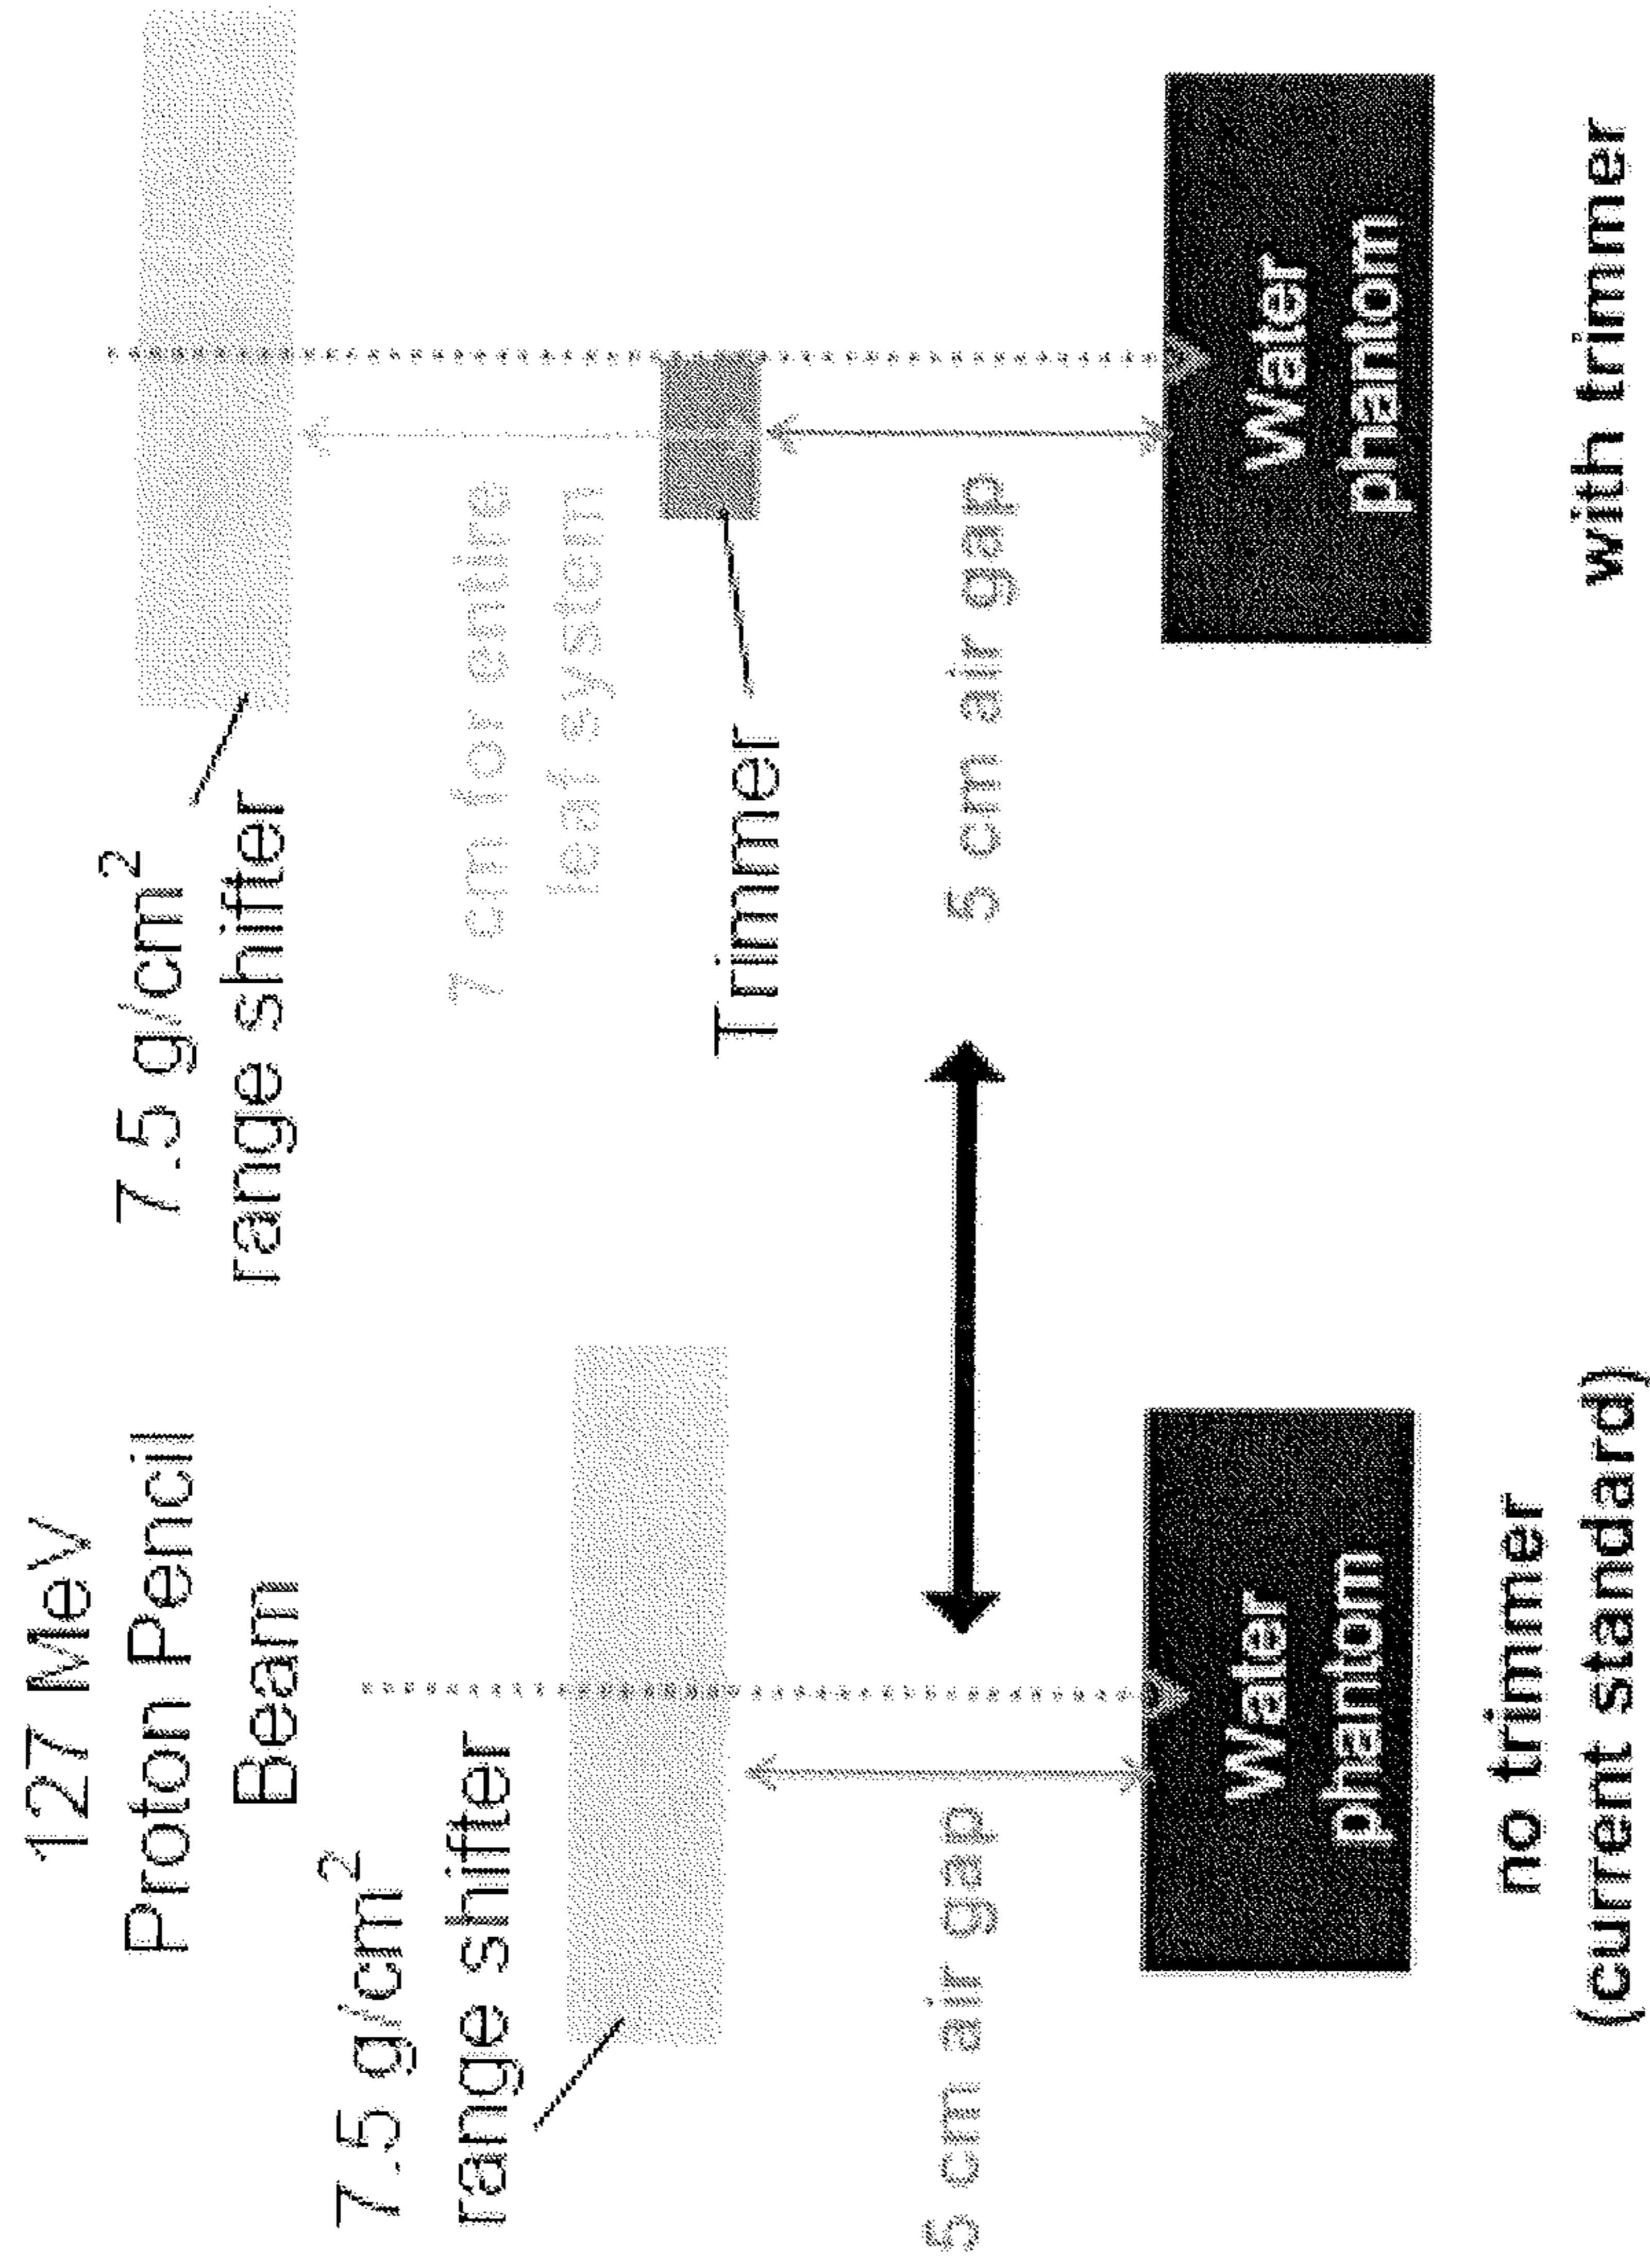 127 MeV
Proton Pencil
Beam
7.5 g/cm²
range shifter
5 cm air gap
Water
phantom
no trimmer
(current standard)
7.5 g/cm²
range shifter
7 cm for entire
leaf system
Trimmer
5 cm air gap
Water
phantom
with trimmer